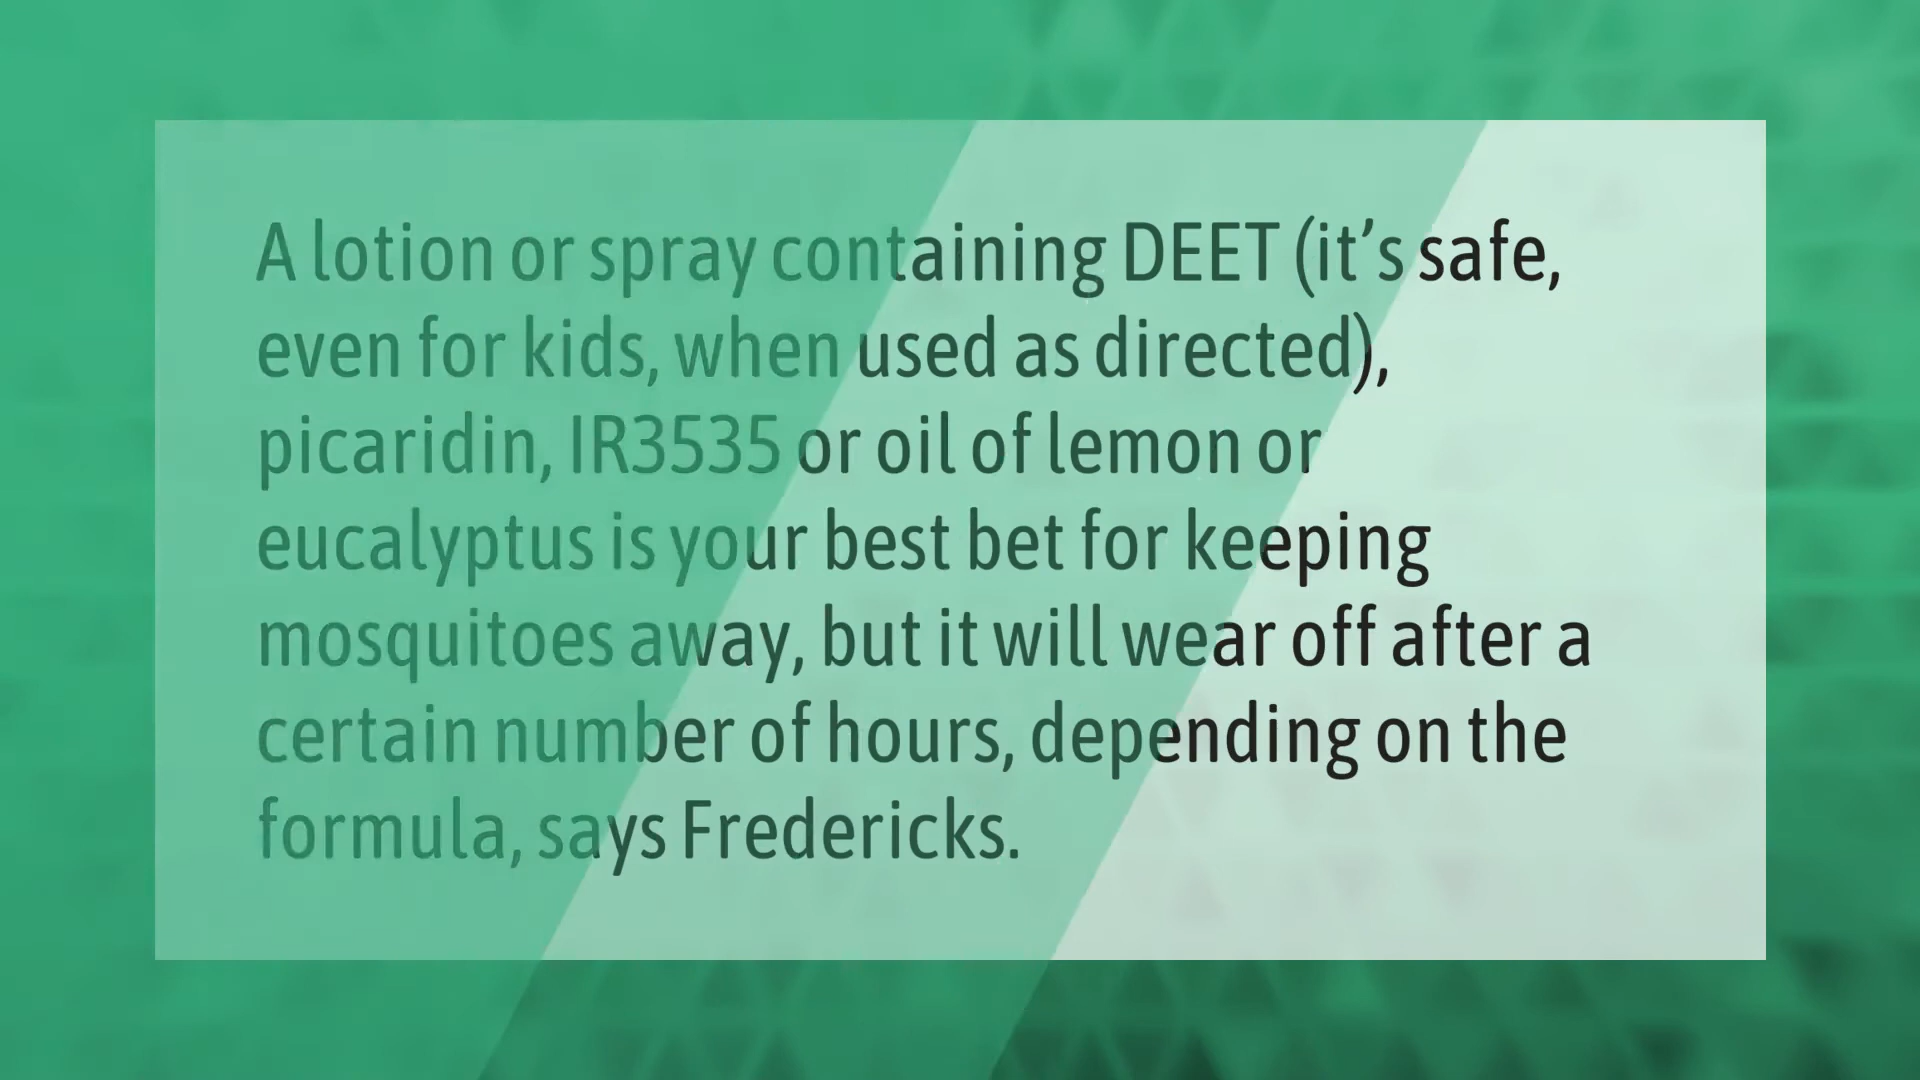 A lotion or spray containing DEET (it’s safe,
even for kids, when used as directed),
picaridin, IR3535 or oil of lemon or
eucalyptus is your best bet for keeping
mosquitoes away, but it will wear off after a
certain number of hours, depending on the
formula, says Fredericks.